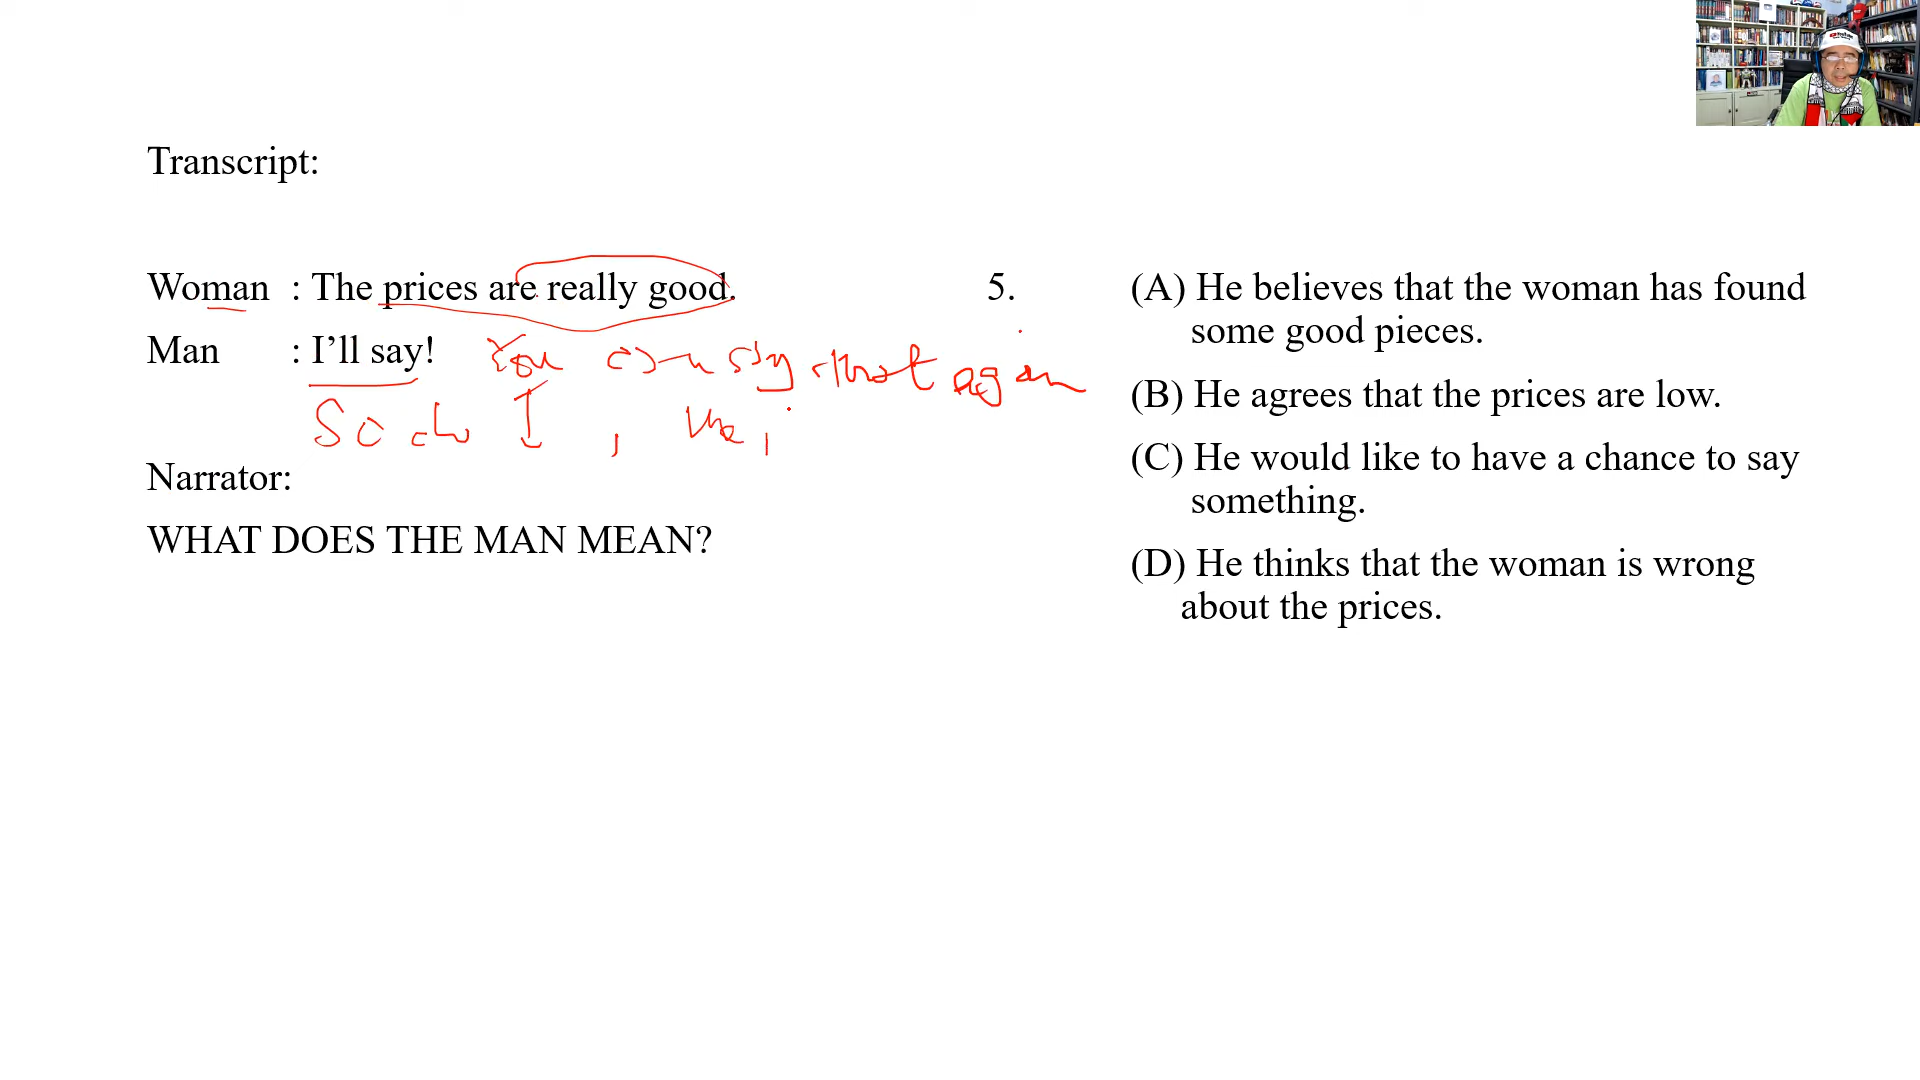 Transcript:
Woman : The prices are really good.
Man : I'll say! You can say that again
So do I ,
Narrator:
WHAT DOES THE MAN MEAN?
5.
(A) He believes that the woman has found
some good pieces.
(B) He agrees that the prices are low.
(C) He would like to have a chance to say
something.
(D) He thinks that the woman is wrong
about the prices.